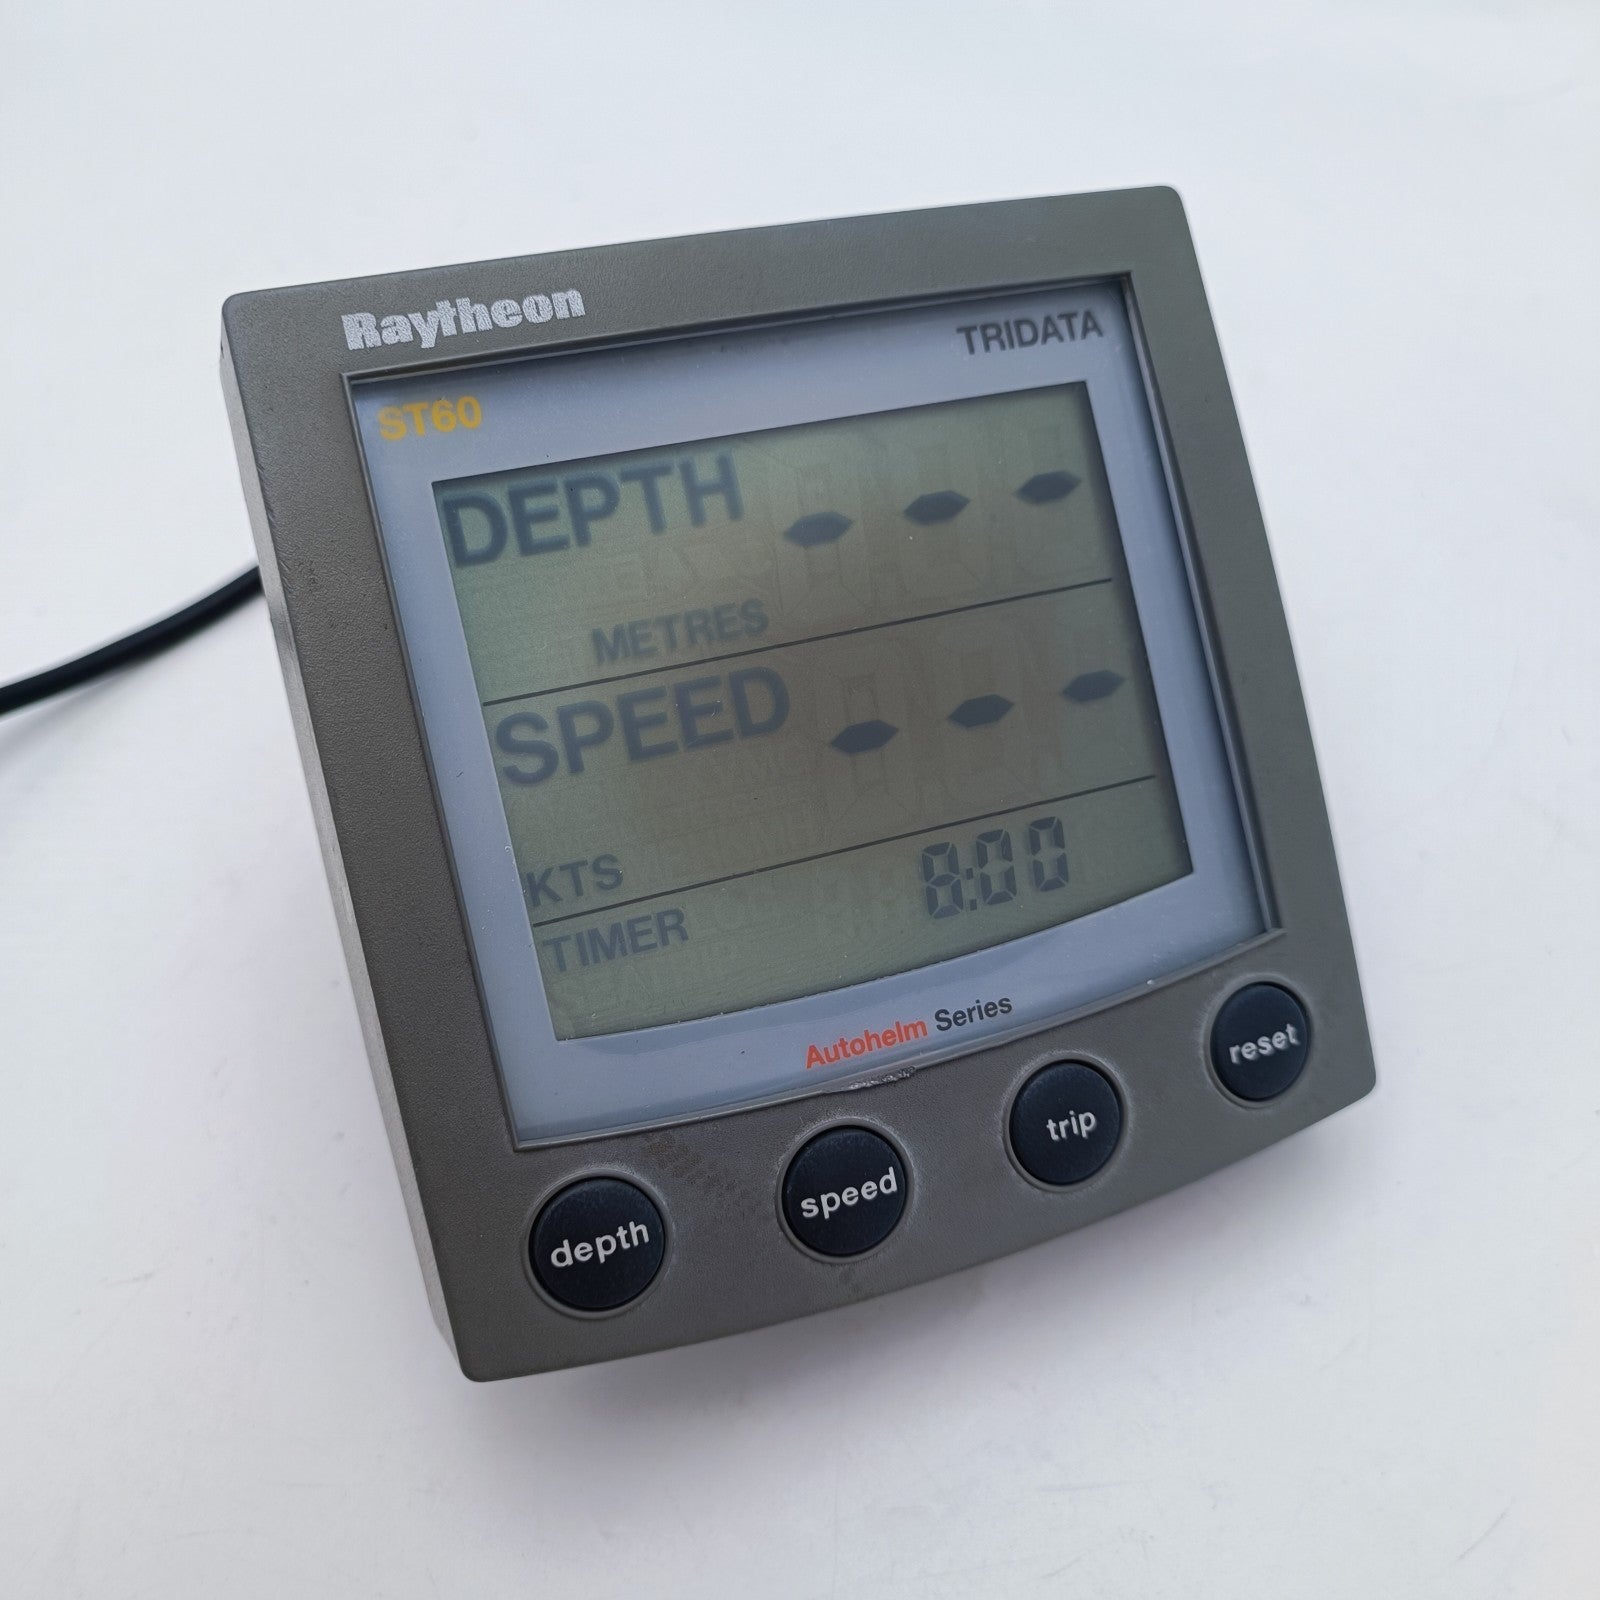 Raytheon
ST60 TRIDATA
DEPTH - - -
METRES
SPEED - - -
KTS
TIMER 8:00
Autohelm Series
depth speed trip reset